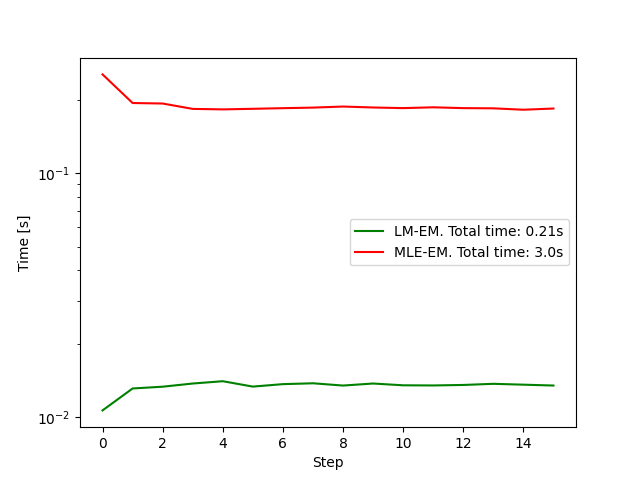 10⁻¹
10⁻²
Time [s]
LM-EM. Total time: 0.21s
MLE-EM. Total time: 3.0s
0 2 4 6 8 10 12 14
Step